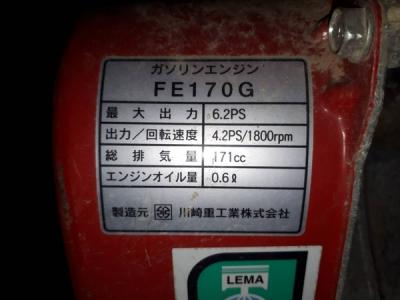 ガソリンエンジン
FE170G
最大出力 6.2PS
出力/回転速度 4.2PS/1800rpm
総排気量 171cc
エンジンオイル量 0.6ℓ
製造元 川崎重工業株式会社
LEMA